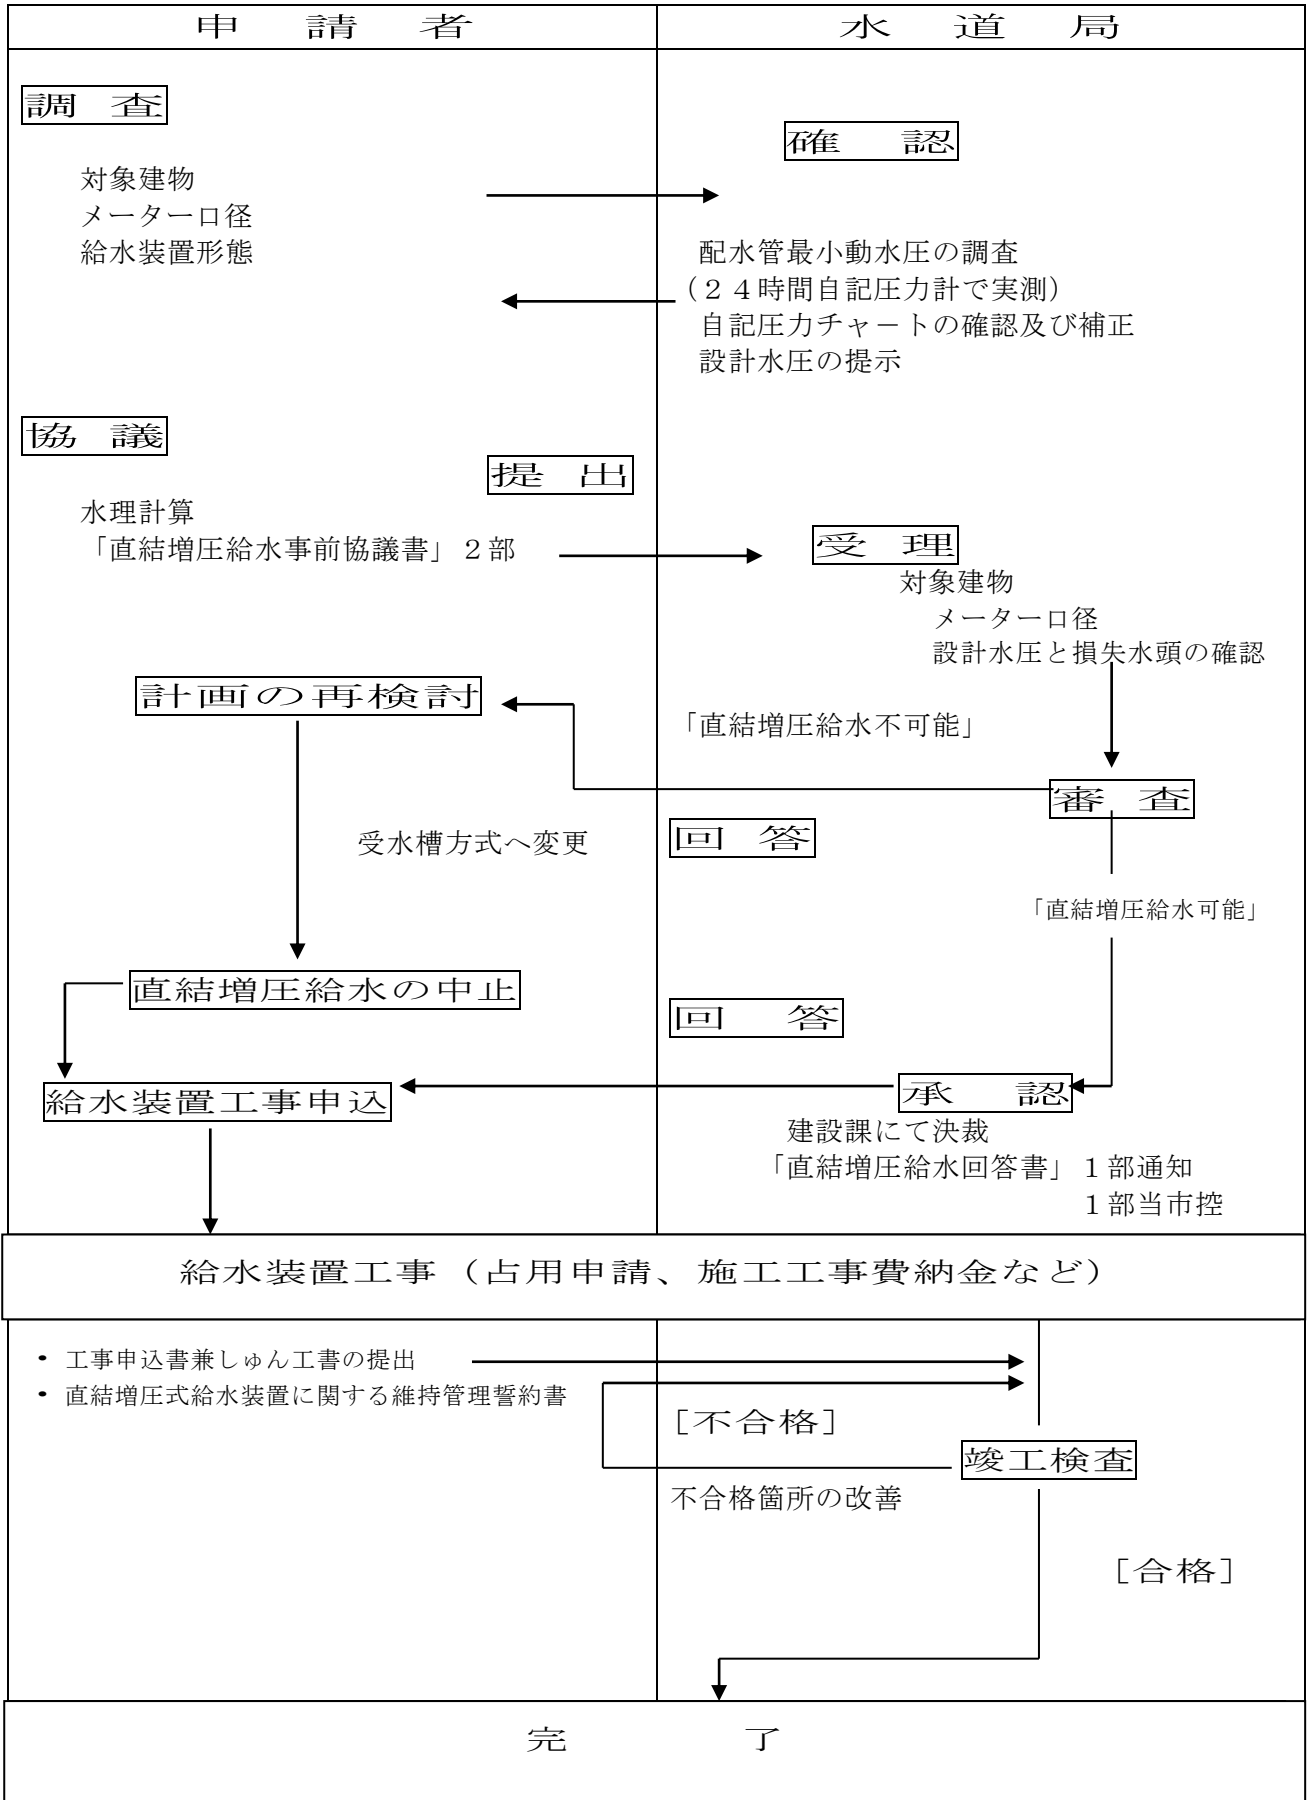 申 請 者
水 道 局
調 査
確 認
対象建物
メーター口径
給水装置形態
配水管最小動水圧の調査
（２４時間自記圧力計で実測）
自記圧力チャートの確認及び補正
設計水圧の提示
協 議
提 出
水理計算
「直結増圧給水事前協議書」２部
受 理
対象建物
メーター口径
設計水圧と損失水頭の確認
計画の再検討
「直結増圧給水不可能」
審 査
回 答
受水槽方式へ変更
「直結増圧給水可能」
直結増圧給水の中止
回 答
給水装置工事申込
承 認
建設課にて決裁
「直結増圧給水回答書」１部通知
１部当市控
給水装置工事（占用申請、施工工事費納金など）
・ 工事申込書兼しゅん工書の提出
・ 直結増圧式給水装置に関する維持管理誓約書
［不合格］
竣工検査
不合格箇所の改善
［合格］
完 了